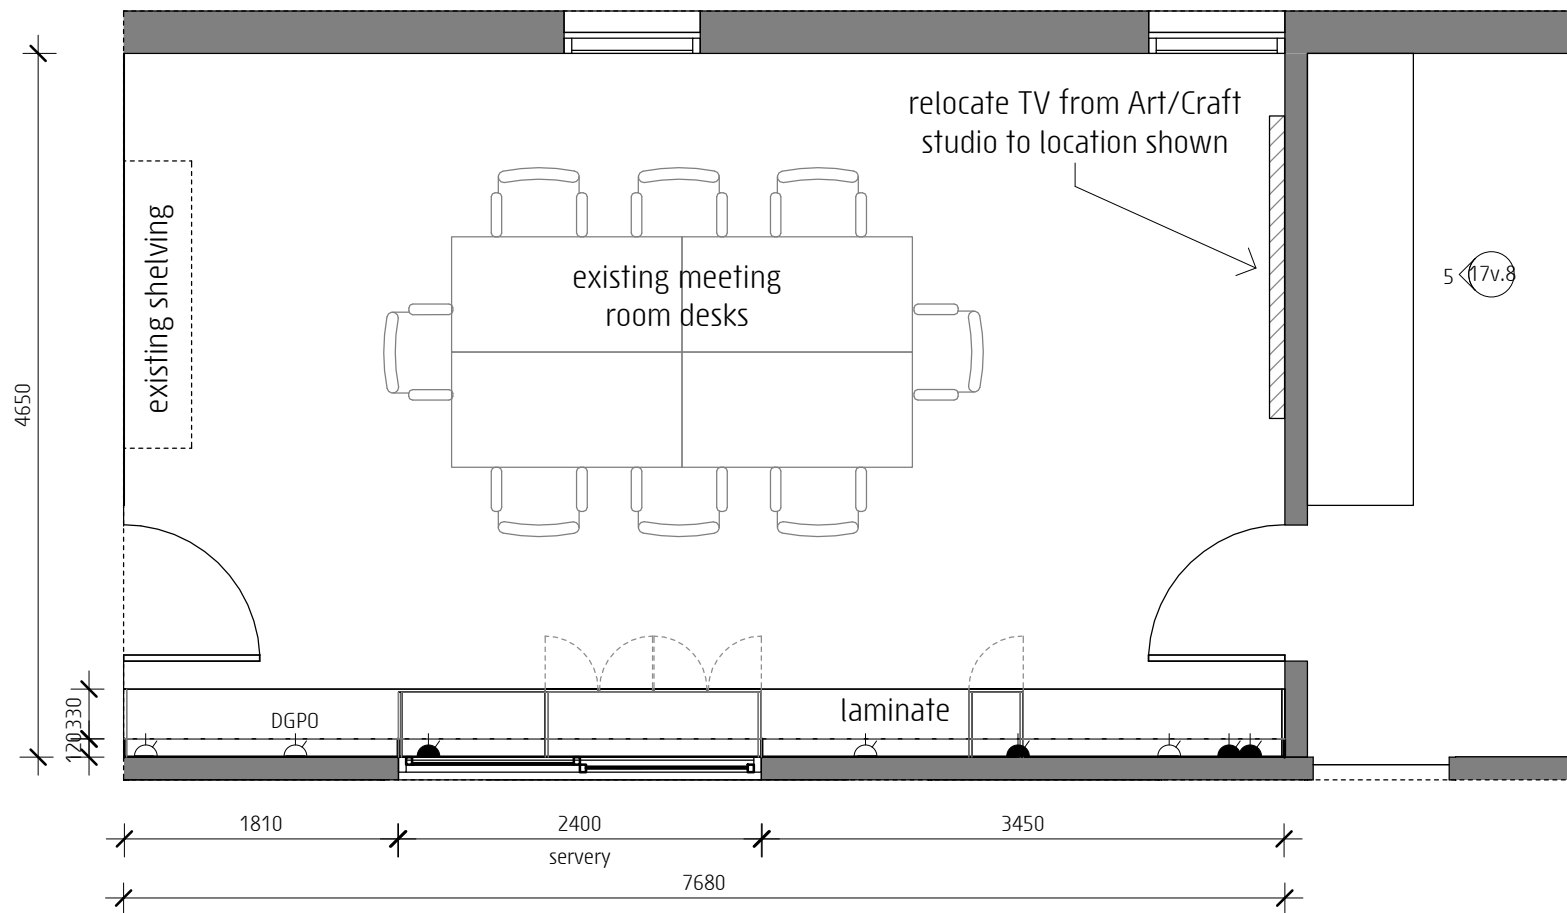 relocate TV from Art/Craft
studio to location shown
existing shelving
existing meeting
room desks
5
17v.8
4650
330
120
DGPO
laminate
1810
2400
3450
servery
7680